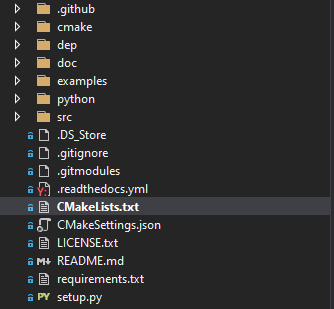 .github
cmake
dep
doc
examples
python
src
.DS_Store
.gitignore
.gitmodules
.readthedocs.yml
CMakeLists.txt
CMakeSettings.json
LICENSE.txt
README.md
requirements.txt
PY setup.py